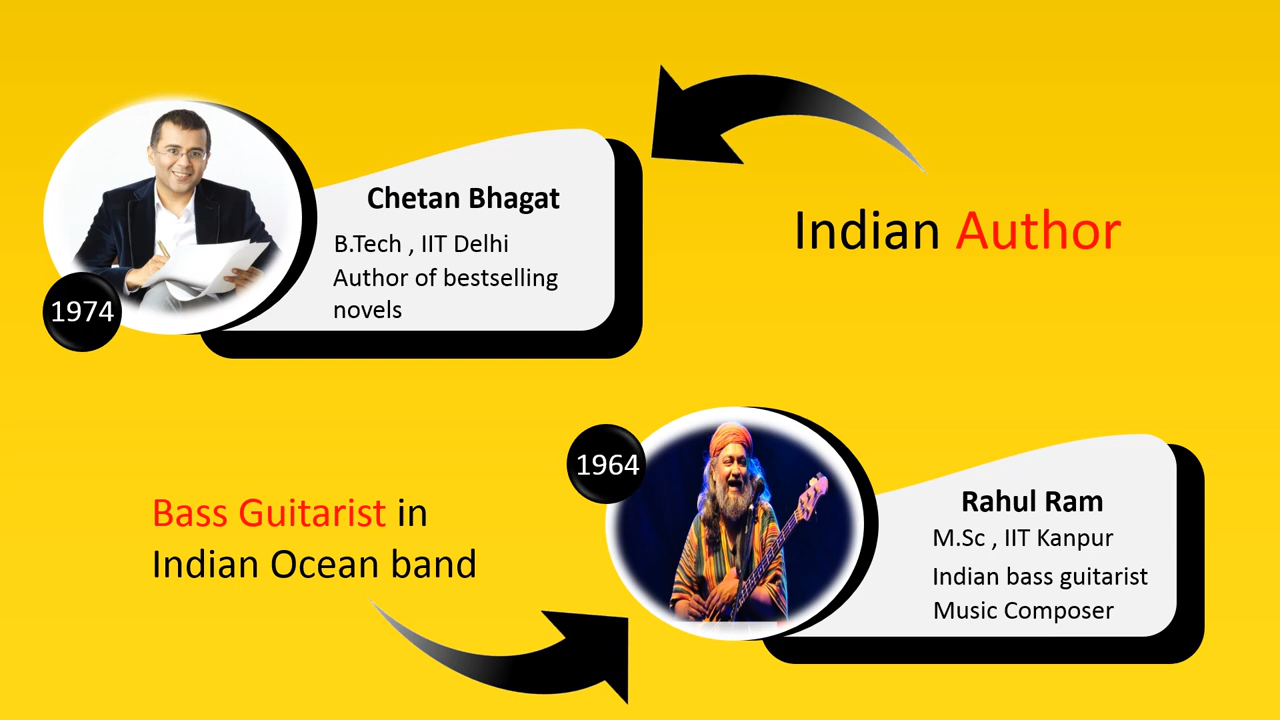 Chetan Bhagat
B.Tech , IIT Delhi
Author of bestselling
novels
1974
Indian Author
Bass Guitarist in
Indian Ocean band
1964
Rahul Ram
M.Sc , IIT Kanpur
Indian bass guitarist
Music Composer